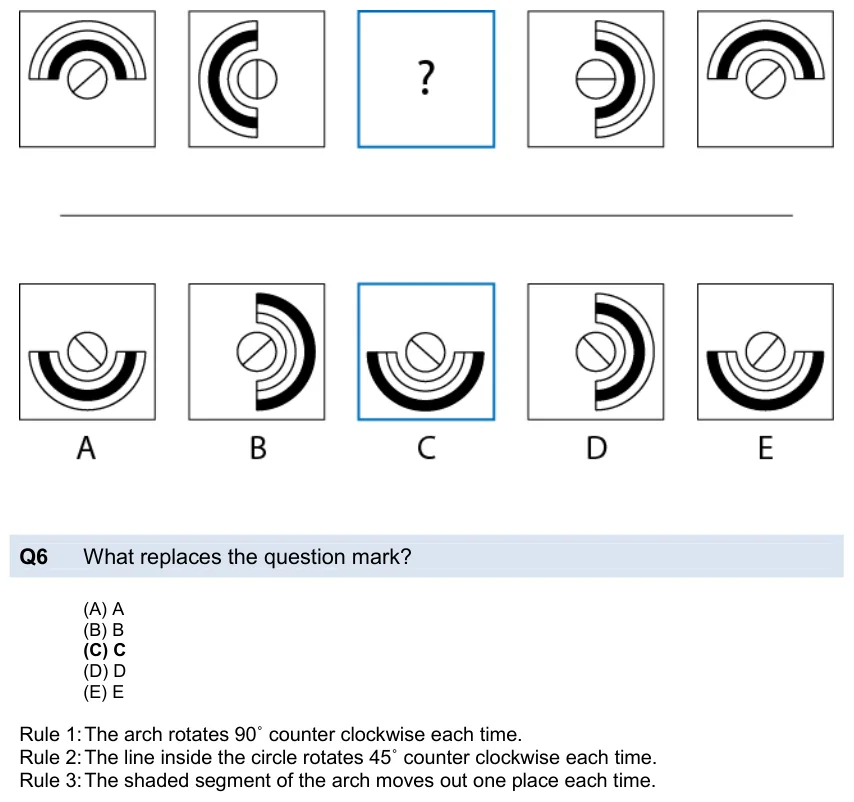 ?
A B C D E
Q6 What replaces the question mark?
(A) A
(B) B
(C) C
(D) D
(E) E
Rule 1: The arch rotates 90˚ counter clockwise each time.
Rule 2: The line inside the circle rotates 45˚ counter clockwise each time.
Rule 3: The shaded segment of the arch moves out one place each time.